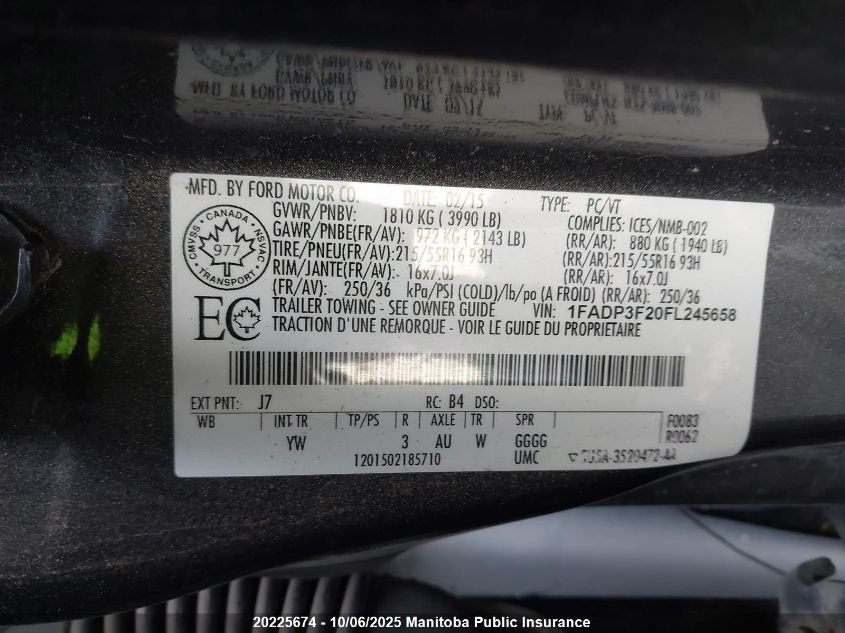 MFD. BY FORD MOTOR CO. DATE: 02/15 TYPE: PC/VT
GVWR/PNBV: 1810 KG ( 3990 LB) COMPLIES: ICES/NMB-002
GAWR/PNBE(FR/AV): 972 KG ( 2143 LB) (RR/AR): 880 KG ( 1940 LB)
TIRE/PNEU(FR/AV): 215/55R16 93H (RR/AR): 215/55R16 93H
RIM/JANTE(FR/AV): 16x7.0J (RR/AR): 16x7.0J
(FR/AV): 250/36 kPa/PSI (COLD)/lb/po (A FROID) (RR/AR): 250/36
TRAILER TOWING - SEE OWNER GUIDE VIN: 1FADP3F20FL245658
TRACTION D'UNE REMORQUE - VOIR LE GUIDE DU PROPRIETAIRE
CMVSS • CANADA • NSVAC
977
TRANSPORT
EC
EXT PNT: J7 RC: B4 DSO:
WB INT TR TP/PS R AXLE TR SPR F0083
YW 3 AU W GGGG R0062
1201502185710 UMC
20225674 - 10/06/2025 Manitoba Public Insurance